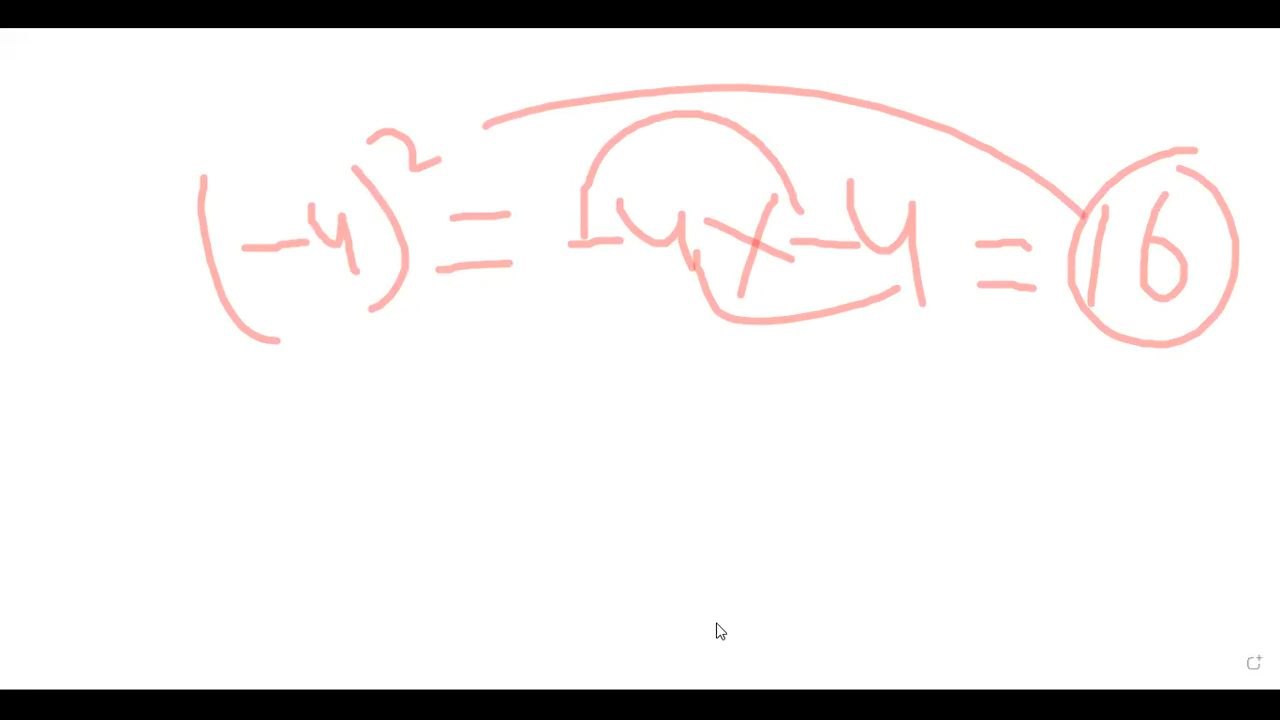 (-4)² = -4 × -4 = 16